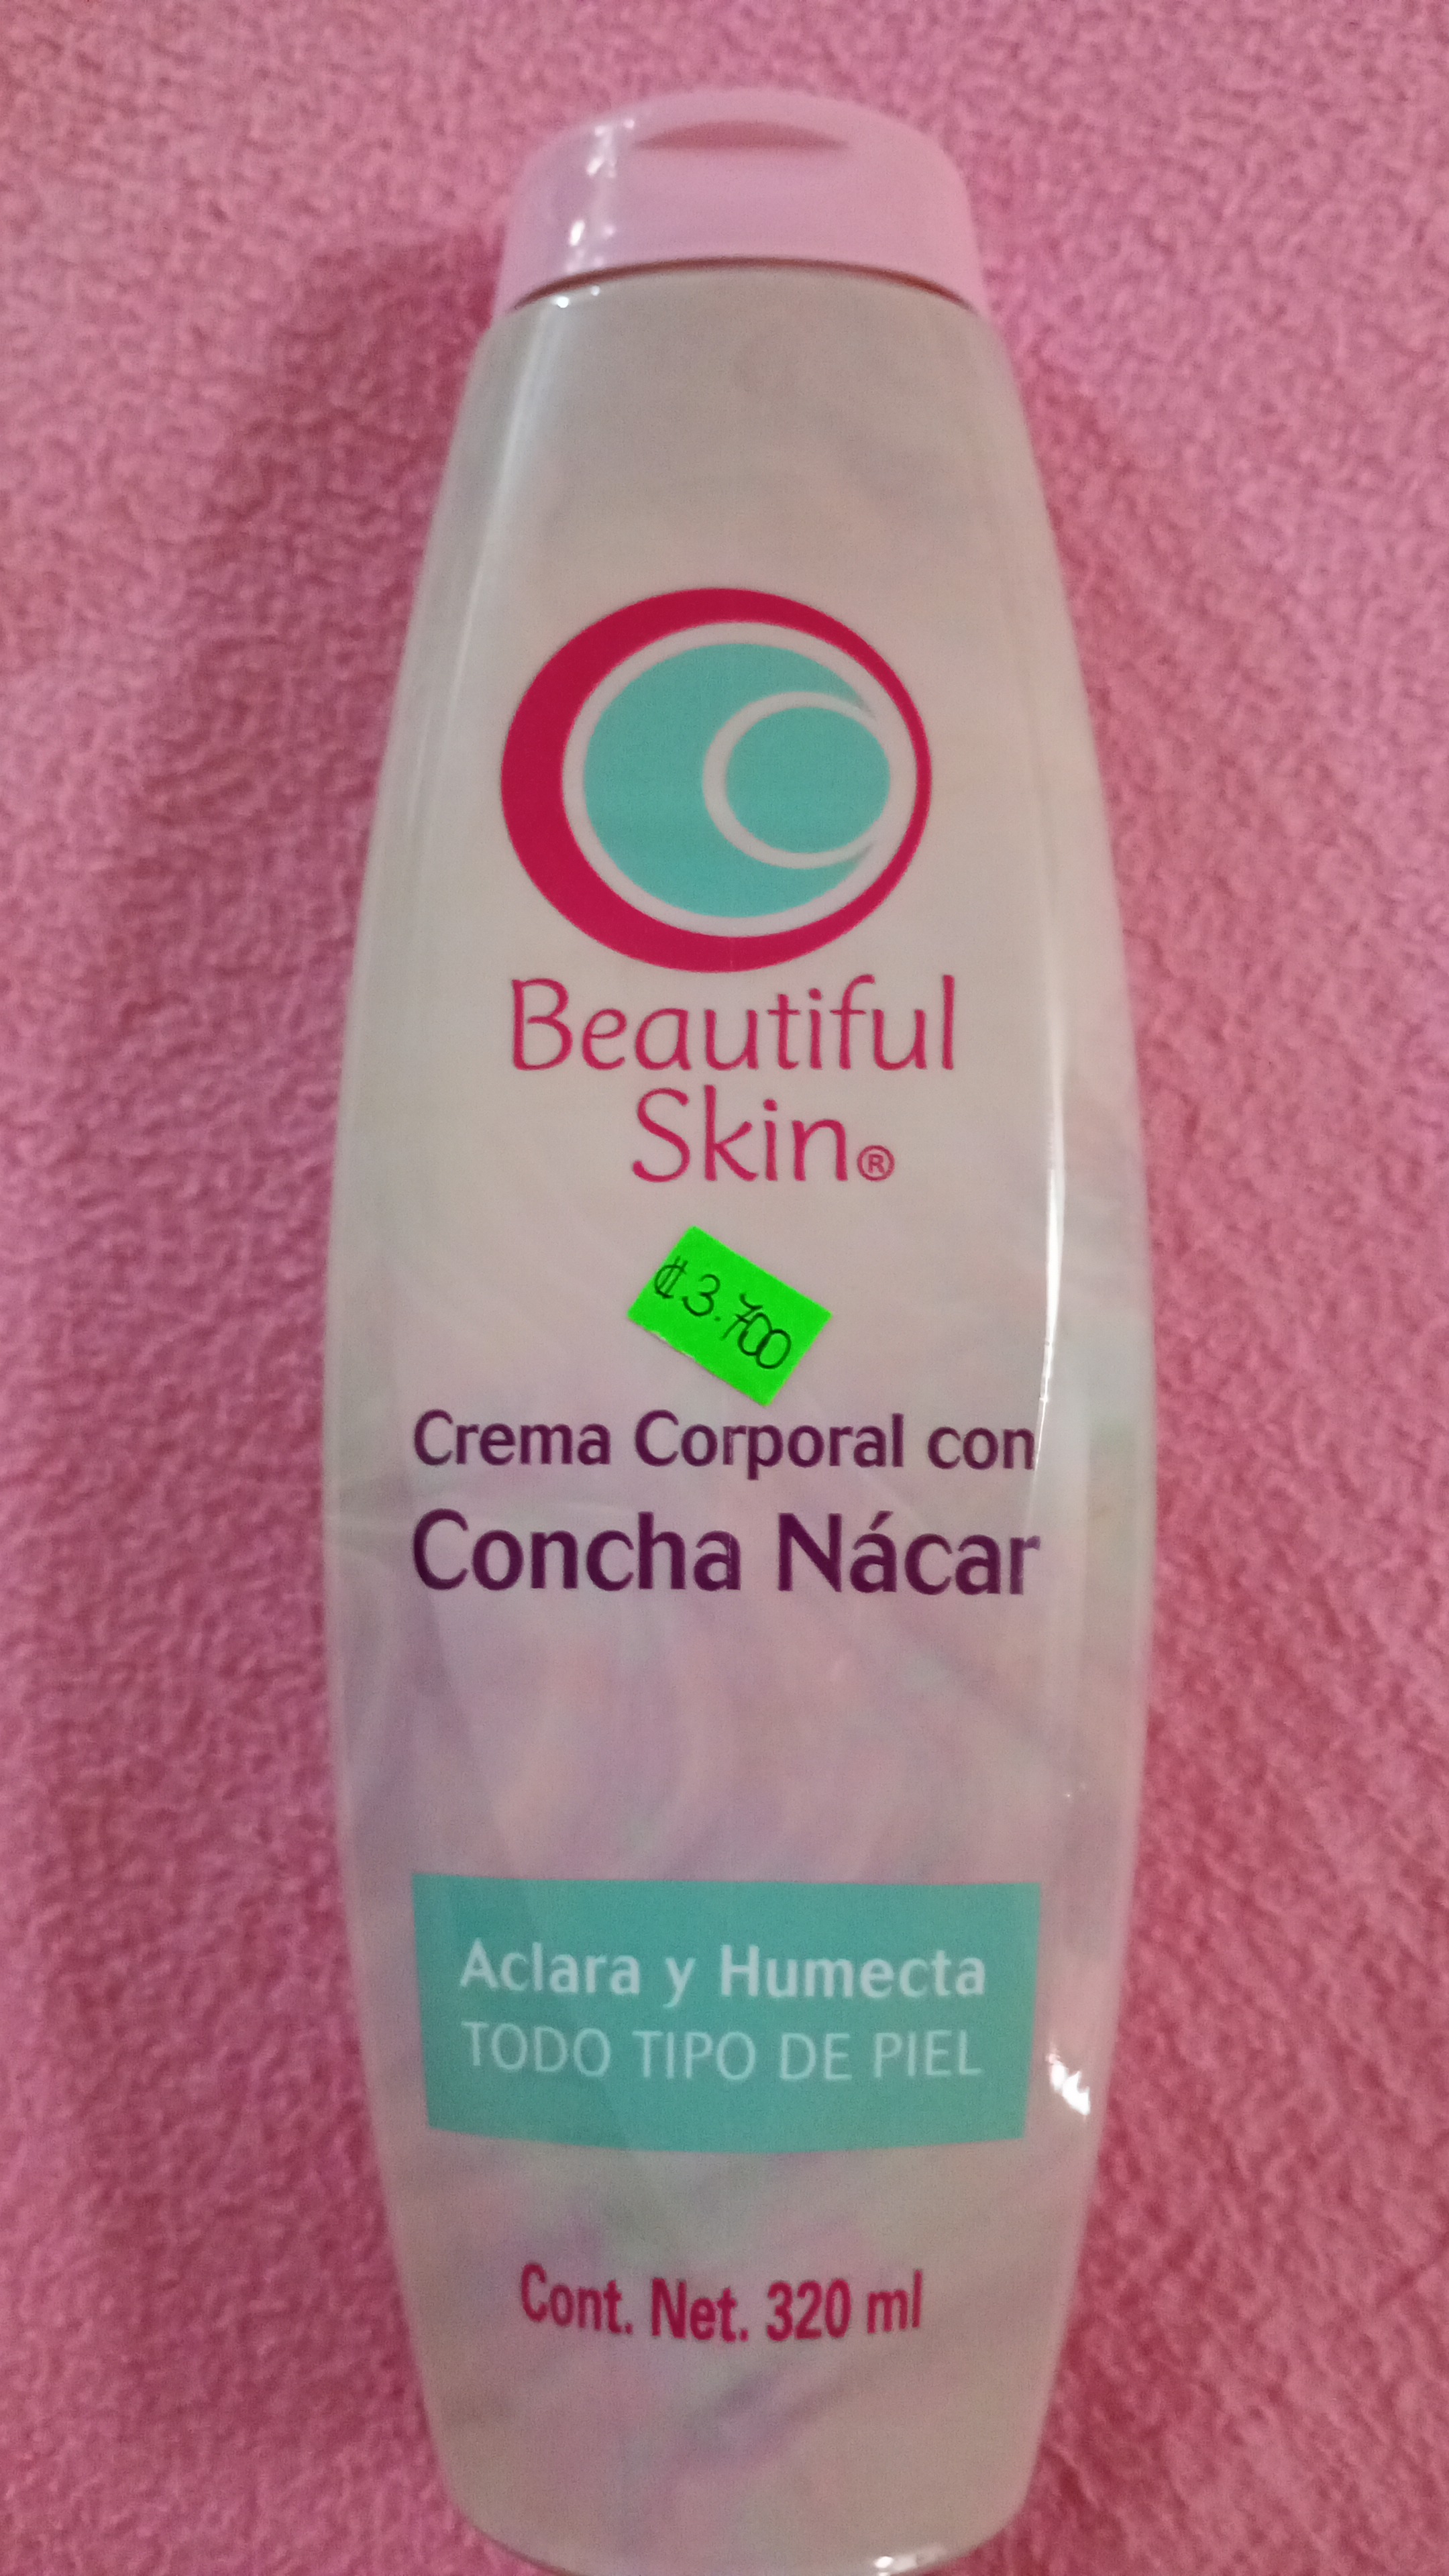 Beautiful
Skin®
₡3.700
Crema Corporal con
Concha Nácar
Aclara y Humecta
TODO TIPO DE PIEL
Cont. Net. 320 ml